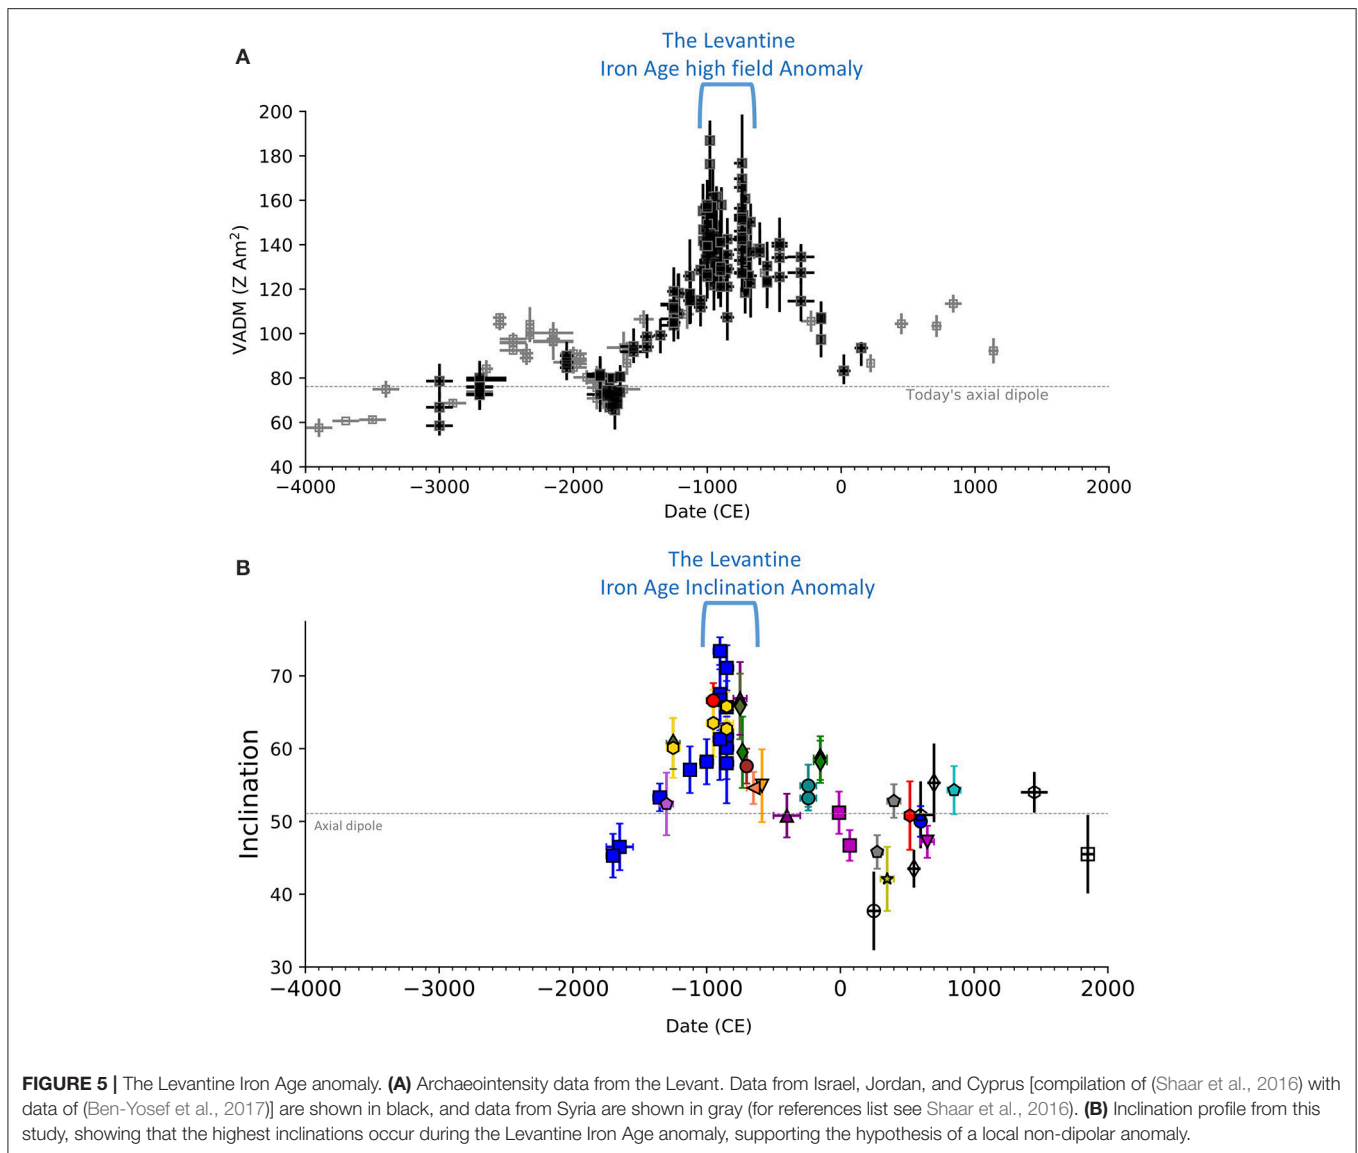 A
The Levantine
Iron Age high field Anomaly
200
180
160
140
120
100
80
60
40
VADM (Z Am²)
Today's axial dipole
−4000 −3000 −2000 −1000 0 1000 2000
Date (CE)
B
The Levantine
Iron Age Inclination Anomaly
70
60
50
40
30
Inclination
Axial dipole
−4000 −3000 −2000 −1000 0 1000 2000
Date (CE)
FIGURE 5 | The Levantine Iron Age anomaly. (A) Archaeointensity data from the Levant. Data from Israel, Jordan, and Cyprus [compilation of (Shaar et al., 2016) with
data of (Ben-Yosef et al., 2017)] are shown in black, and data from Syria are shown in gray (for references list see Shaar et al., 2016). (B) Inclination profile from this
study, showing that the highest inclinations occur during the Levantine Iron Age anomaly, supporting the hypothesis of a local non-dipolar anomaly.